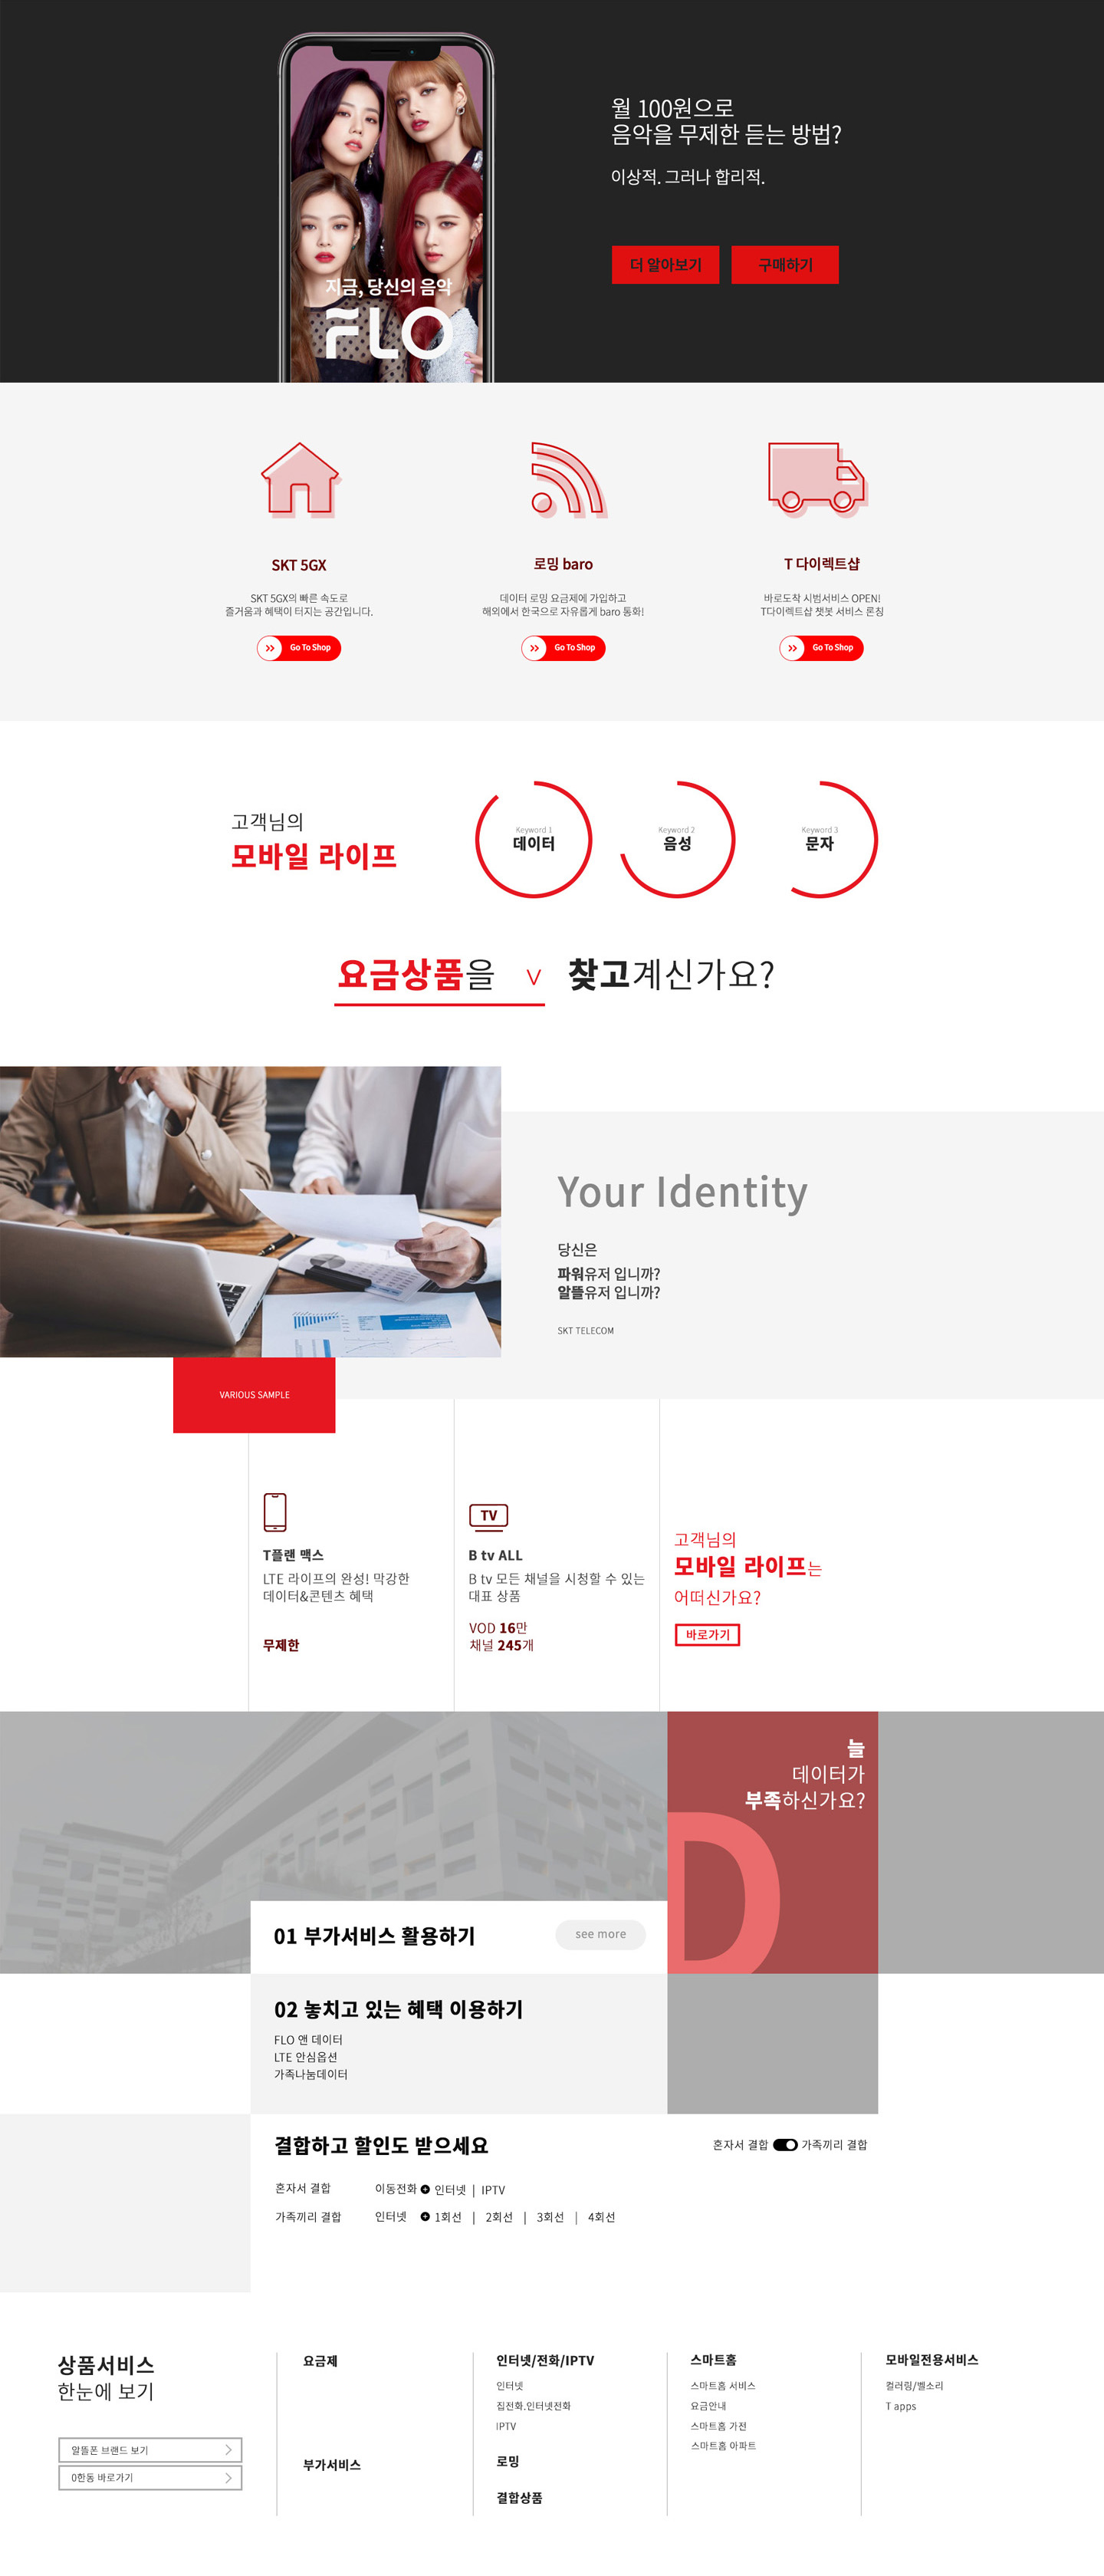 월 100원으로
음악을 무제한 듣는 방법?
이상적. 그러나 합리적.
더 알아보기
구매하기
지금, 당신의 음악
FLO
SKT 5GX
SKT 5GX의 빠른 속도로
즐거움과 혜택이 터지는 공간입니다.
Go To Shop
로밍 baro
데이터 로밍 요금제에 가입하고
해외에서 한국으로 자유롭게 baro 통화!
Go To Shop
T 다이렉트샵
바로도착 시범서비스 OPEN!
T다이렉트샵 챗봇 서비스 론칭
Go To Shop
고객님의
모바일 라이프
Keyword 1
데이터
Keyword 2
음성
Keyword 3
문자
요금상품을 V 찾고계신가요?
Your Identity
당신은
파워유저 입니까?
알뜰유저 입니까?
SKT TELECOM
VARIOUS SAMPLE
T플랜 맥스
LTE 라이프의 완성! 막강한
데이터&콘텐츠 혜택
무제한
TV
B tv ALL
B tv 모든 채널을 시청할 수 있는
대표 상품
VOD 16만
채널 245개
고객님의
모바일 라이프는
어떠신가요?
바로가기
늘
데이터가
부족하신가요?
D
01 부가서비스 활용하기
see more
02 놓치고 있는 혜택 이용하기
FLO 앤 데이터
LTE 안심옵션
가족나눔데이터
결합하고 할인도 받으세요
혼자서 결합 가족끼리 결합
혼자서 결합 이동전화 + 인터넷 | IPTV
가족끼리 결합 인터넷 + 1회선 | 2회선 | 3회선 | 4회선
상품서비스
한눈에 보기
알뜰폰 브랜드 보기 >
0한동 바로가기 >
요금제
부가서비스
인터넷/전화/IPTV
인터넷
집전화.인터넷전화
IPTV
로밍
결합상품
스마트홈
스마트홈 서비스
요금안내
스마트홈 가전
스마트홈 아파트
모바일전용서비스
컬러링/벨소리
T apps